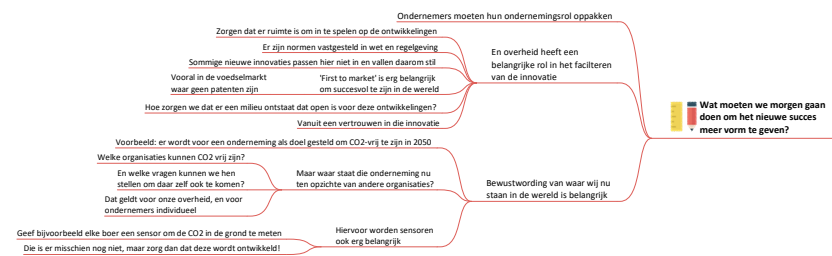 Wat moeten we morgen gaan
doen om het nieuwe succes
meer vorm te geven?
Ondernemers moeten hun ondernemingsrol oppakken
En overheid heeft een
belangrijke rol in het facilteren
van de innovatie
Zorgen dat er ruimte is om in te spelen op de ontwikkelingen
Er zijn normen vastgesteld in wet en regelgeving
Sommige nieuwe innovaties passen hier niet in en vallen daarom stil
'First to market' is erg belangrijk
om succesvol te zijn in de wereld
Vooral in de voedselmarkt
waar geen patenten zijn
Hoe zorgen we dat er een milieu ontstaat dat open is voor deze ontwikkelingen?
Vanuit een vertrouwen in die innovatie
Bewustwording van waar wij nu
staan in de wereld is belangrijk
Voorbeeld: er wordt voor een onderneming als doel gesteld om CO2-vrij te zijn in 2050
Maar waar staat die onderneming nu
ten opzichte van andere organisaties?
Welke organisaties kunnen CO2 vrij zijn?
En welke vragen kunnen we hen
stellen om daar zelf ook te komen?
Dat geldt voor onze overheid, en voor
ondernemers individueel
Hiervoor worden sensoren
ook erg belangrijk
Geef bijvoorbeeld elke boer een sensor om de CO2 in de grond te meten
Die is er misschien nog niet, maar zorg dan dat deze wordt ontwikkeld!